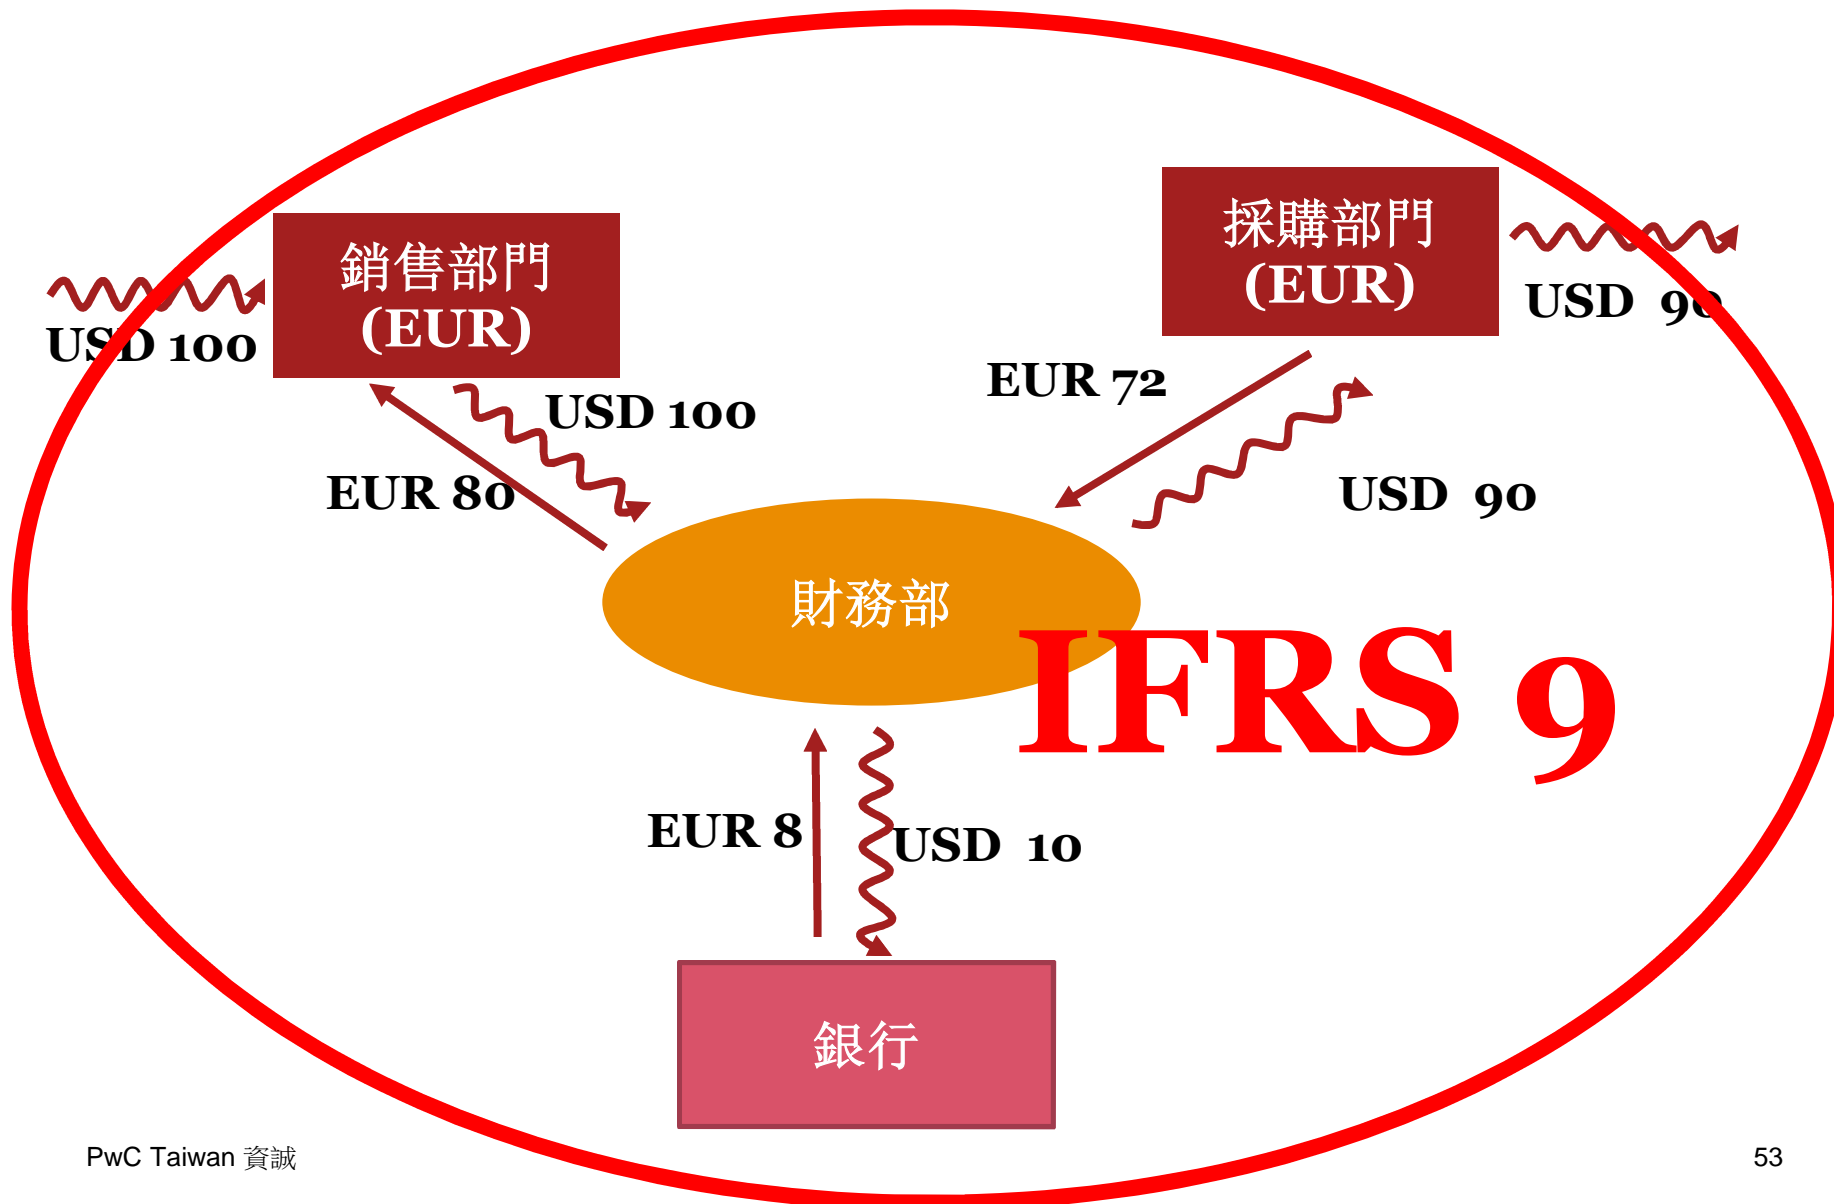 銷售部門
(EUR)
採購部門
(EUR)
USD 100
USD 90
EUR 72
USD 100
EUR 80
USD 90
財務部
IFRS 9
EUR 8
USD 10
銀行
PwC Taiwan 資誠
53